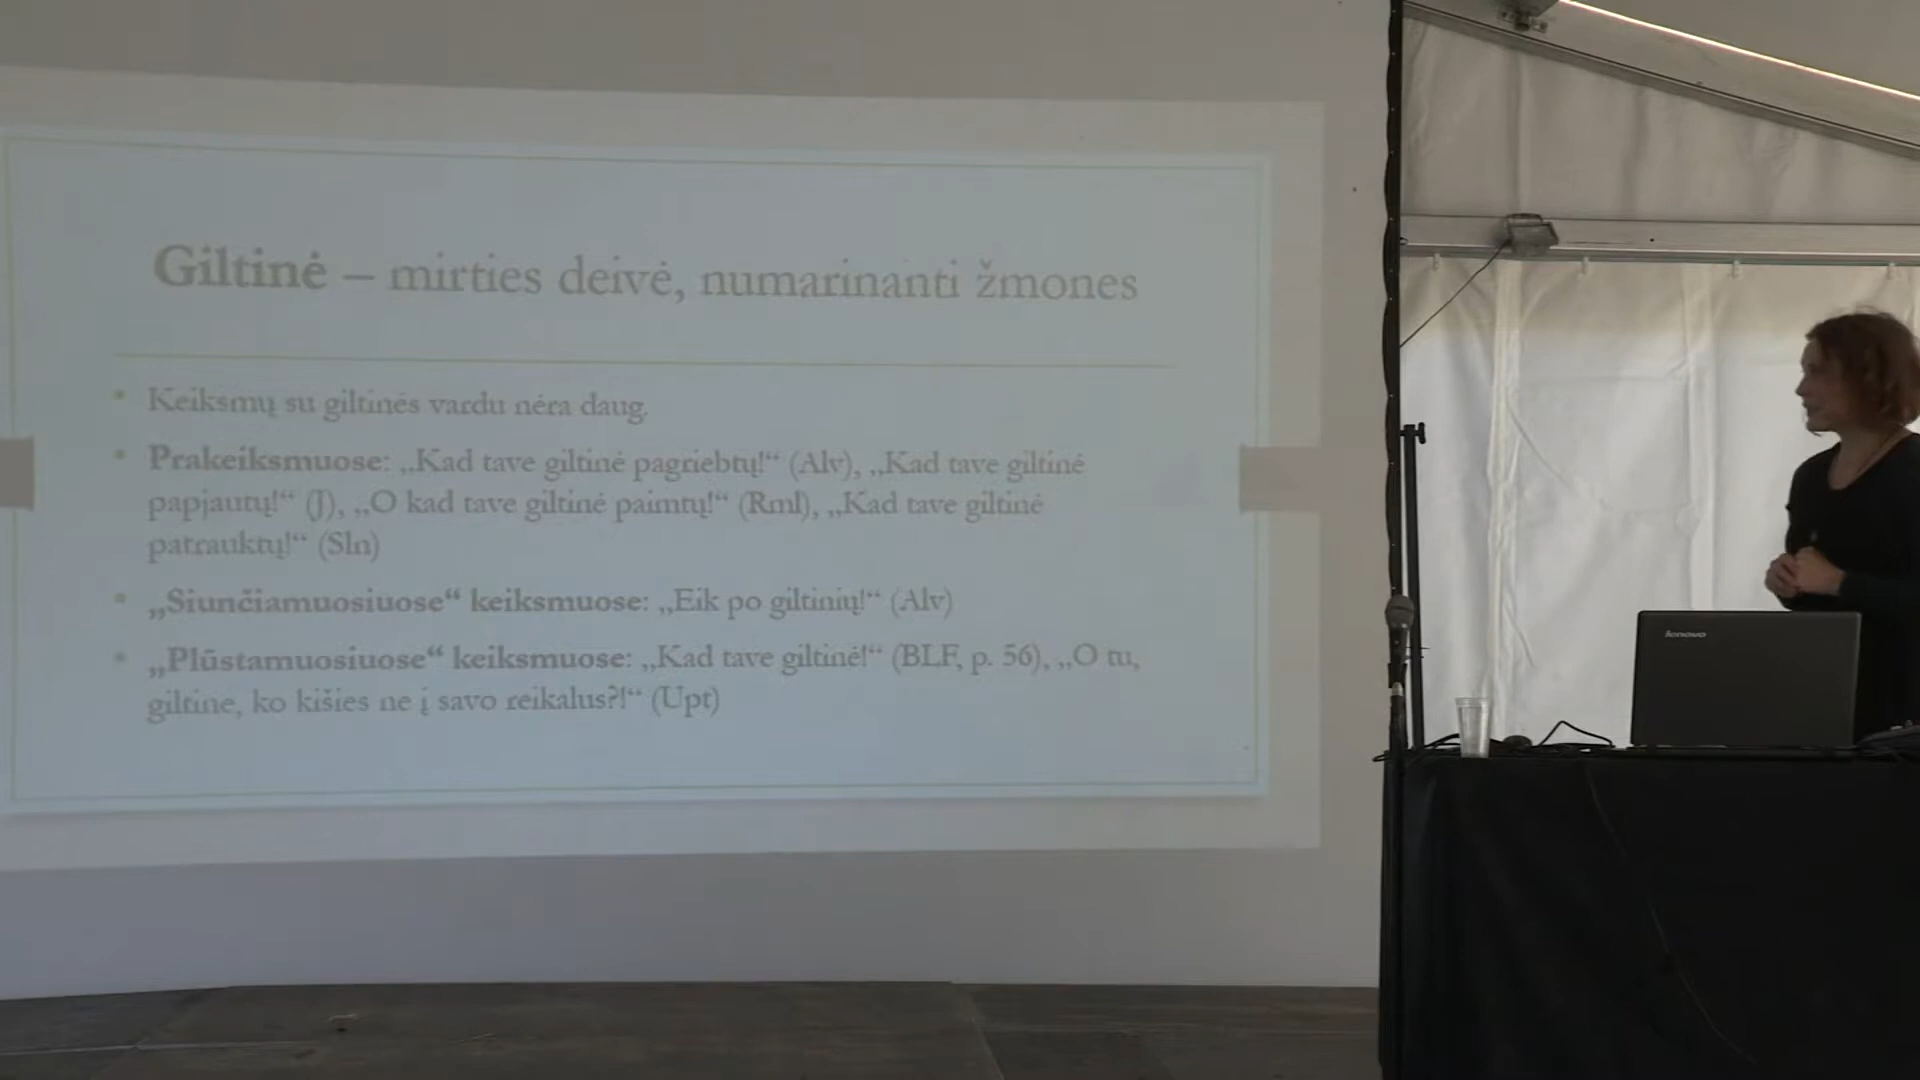 Giltinė – mirties deivė, numarinanti žmones
• Keiksmų su giltinės vardu nėra daug.
• Prakeiksmuose: „Kad tave giltinė pagriebtų!“ (Alv), „Kad tave giltinė
papjautų!“ (J), „O kad tave giltinė paimtų!“ (Rml), „Kad tave giltinė
patrauktų!“ (Sln)
• „Siunčiamuosiuose“ keiksmuose: „Eik po giltinių!“ (Alv)
• „Plūstamuosiuose“ keiksmuose: „Kad tave giltinė!“ (BLF, p. 56), „O tu,
giltine, ko kišies ne į savo reikalus?!“ (Upt)
lenovo